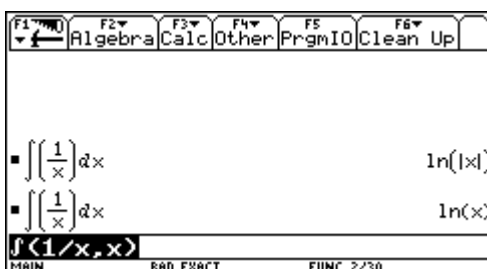 F1 F2 Algebra F3 Calc F4 Other F5 PrgmIO F6 Clean Up
∫(1/x)dx ln(|x|)
∫(1/x)dx ln(x)
∫(1/x,x)
MAIN RAD EXACT FUNC 2/30